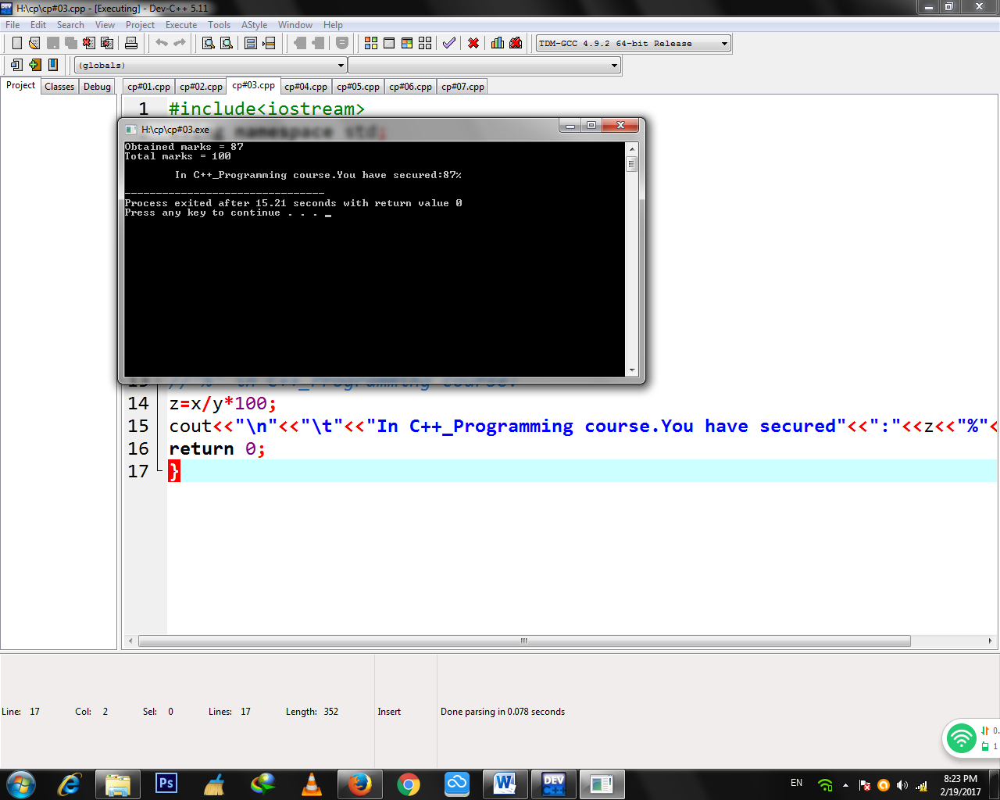 H:\cp\cp#03.cpp - [Executing] - Dev-C++ 5.11
File Edit Search View Project Execute Tools AStyle Window Help
TDM-GCC 4.9.2 64-bit Release
(globals)
Project Classes Debug cp#01.cpp cp#02.cpp cp#03.cpp cp#04.cpp cp#05.cpp cp#06.cpp cp#07.cpp
1 #include<iostream>
namespace std;
H:\cp\cp#03.exe
Obtained marks = 87
Total marks = 100
In C++_Programming course.You have secured:87%
--------------------------------
Process exited after 15.21 seconds with return value 0
Press any key to continue . . . _
14 z=x/y*100;
15 cout<<"\n"<<"\t"<<"In C++_Programming course.You have secured"<<":"<<z<<"%"<
16 return 0;
17 }
Line: 17 Col: 2 Sel: 0 Lines: 17 Length: 352 Insert Done parsing in 0.078 seconds
0.
1
Ps
W
DEV C++
EN
8:23 PM
2/19/2017